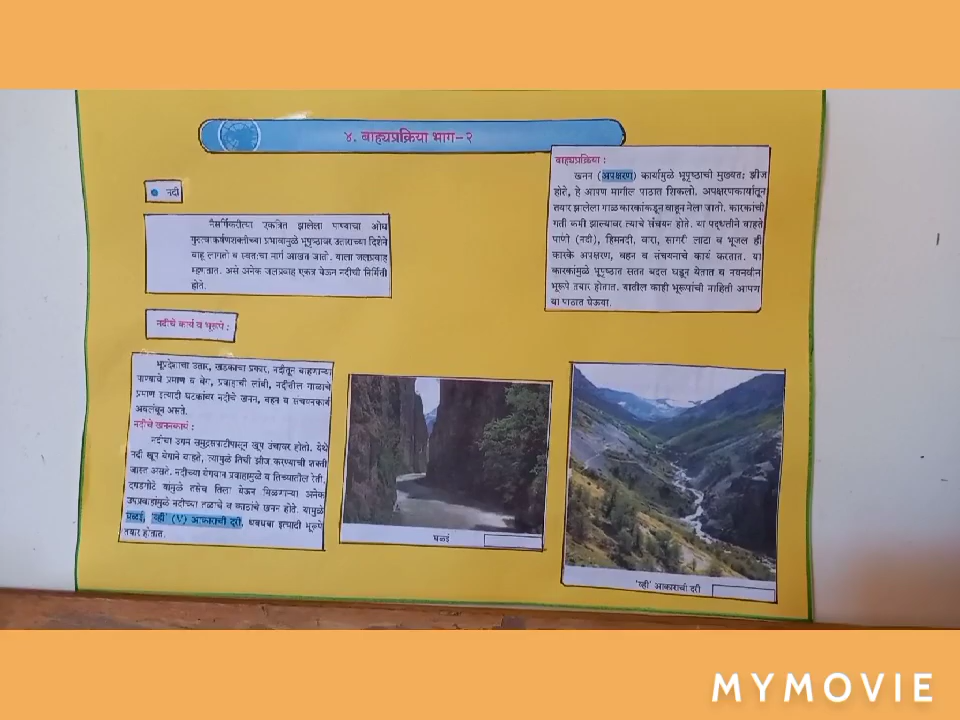 ४. बाह्यप्रक्रिया भाग-२
बाह्यप्रक्रिया :
खनन (अपक्षरण) कार्यामुळे भूपृष्ठाची मुख्यतः झीज
होते, हे आपण मागील पाठात शिकलो. अपक्षरणकार्यातून
तयार झालेला गाळ कारकांकडून वाहून नेला जातो. कारकांची
गती कमी झाल्यावर त्याचे संचयन होते. या पद्धतीने वाहते
पाणी (नदी), हिमनदी, वारा, सागरी लाटा व भूजल ही
कारके अपक्षरण, वहन व संचयनाचे कार्य करतात. या
कारकांमुळे भूपृष्ठात सतत बदल घडून येतात व नवनवीन
भूरूपे तयार होतात. यातील काही भूरूपांची माहिती आपण
या पाठात घेऊया.
नदी
नैसर्गिकरीत्या एकत्रित झालेला पाण्याचा ओघ
गुरुत्वाकर्षणशक्तीच्या प्रभावामुळे भूपृष्ठावर उताराच्या दिशेने
वाहू लागतो व स्वतःचा मार्ग आखत जातो. याला जलप्रवाह
म्हणतात. असे अनेक जलप्रवाह एकत्र येऊन नदीची निर्मिती
होते.
नदीचे कार्य व भूरूपे :
भूप्रदेशाचा उतार, खडकाचा प्रकार, नदीतून वाहणाऱ्या
पाण्याचे प्रमाण व वेग, प्रवाहाची लांबी, नदीतील गाळाचे
प्रमाण इत्यादी घटकांवर नदीचे खनन, वहन व संचयनकार्य
अवलंबून असते.
नदीचे खननकार्य :
नदीचा उगम समुद्रसपाटीपासून खूप उंचावर होतो. येथे
नदी खूप वेगाने वाहते, त्यामुळे तिची झीज करण्याची शक्ती
जास्त असते. नदीच्या वेगवान प्रवाहामुळे व तिच्यातील रेती,
दगडगोटे यामुळे तसेच तिला येऊन मिळणाऱ्या अनेक
उपप्रवाहांमुळे नदीच्या तळाचे व काठांचे खनन होते. यामुळे
घळई, 'व्ही' (V) आकाराची दरी, धबधबा इत्यादी भूरूपे
तयार होतात.
घळई
'व्ही' आकाराची दरी
MYMOVIE